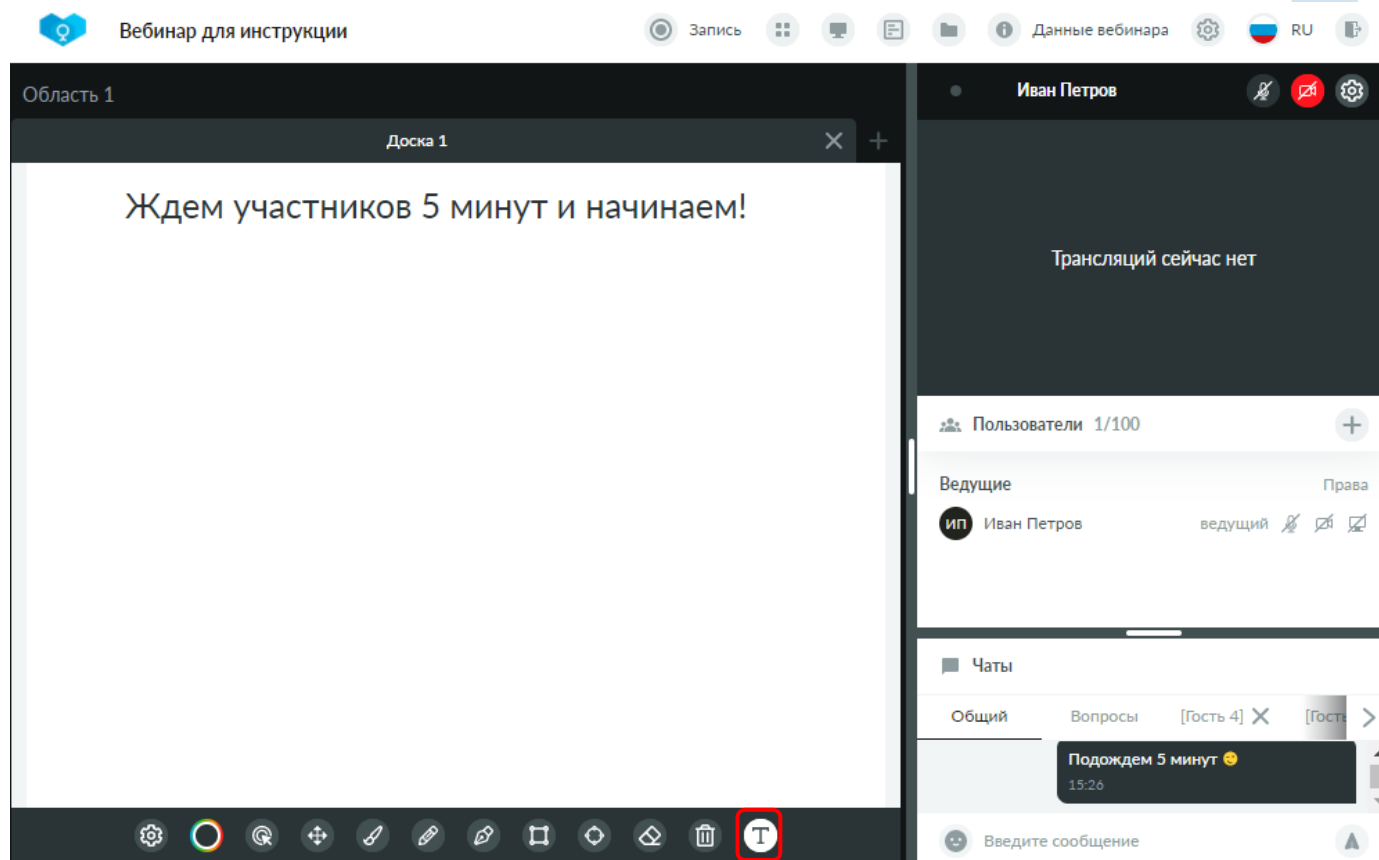 Вебинар для инструкции
Запись
Данные вебинара
RU
Область 1
Доска 1
Ждем участников 5 минут и начинаем!
T
Иван Петров
Трансляций сейчас нет
Пользователи 1/100
Ведущие Права
ИП Иван Петров ведущий
Чаты
Общий Вопросы [Гость 4] [Гость
Подождем 5 минут
15:26
Введите сообщение